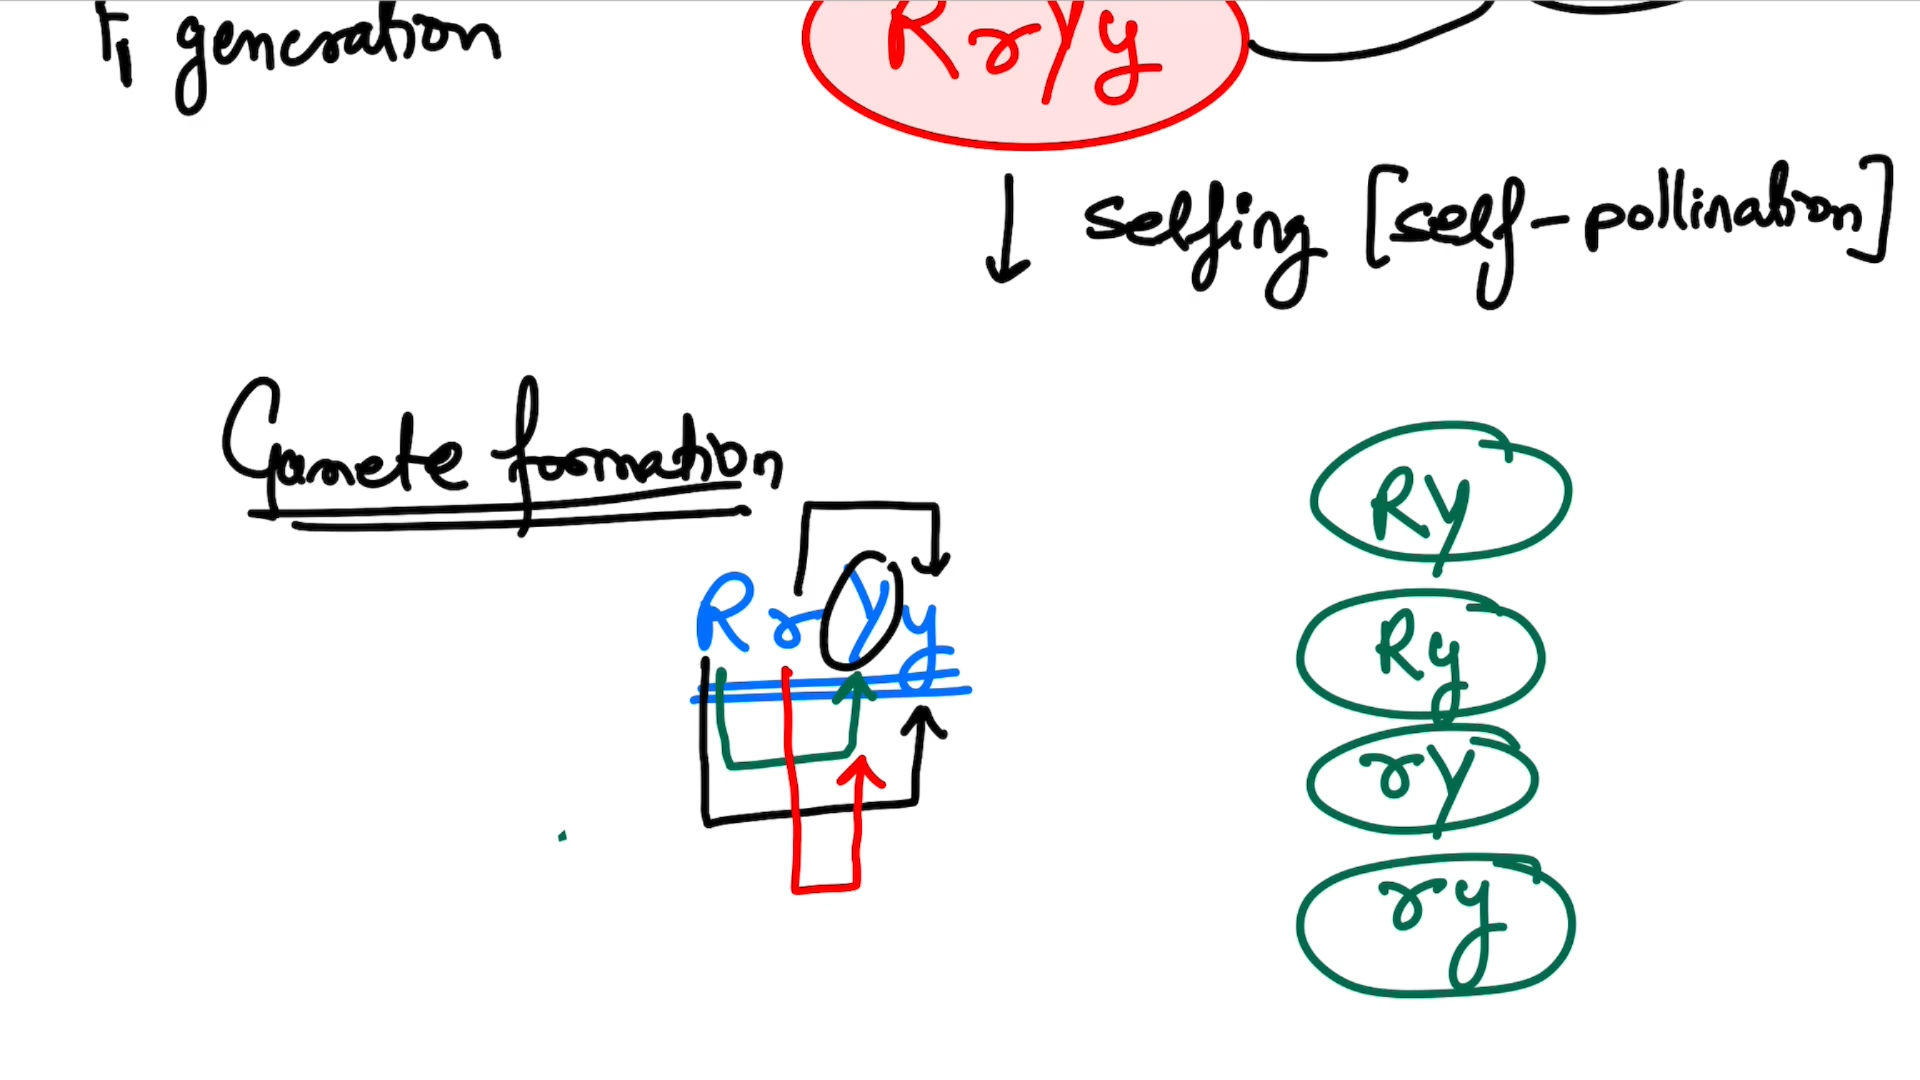 F1 generation
RrYy
selfing [self-pollination]
Gamete formation
RrYy
RY
Ry
rY
ry